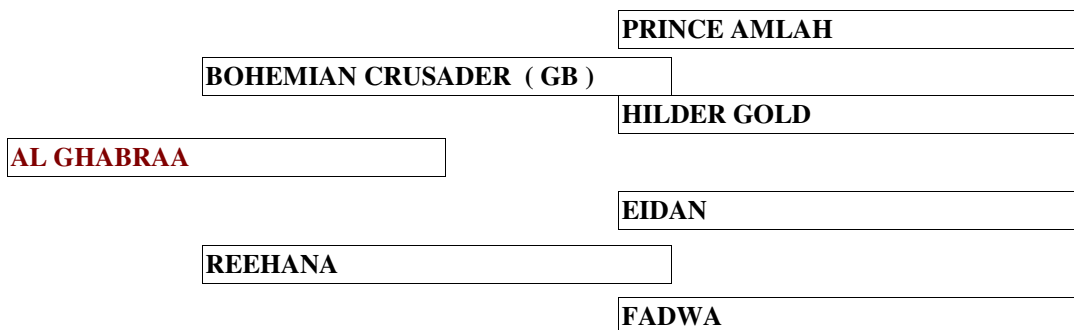 PRINCE AMLAH
BOHEMIAN CRUSADER ( GB )
HILDER GOLD
AL GHABRAA
EIDAN
REEHANA
FADWA